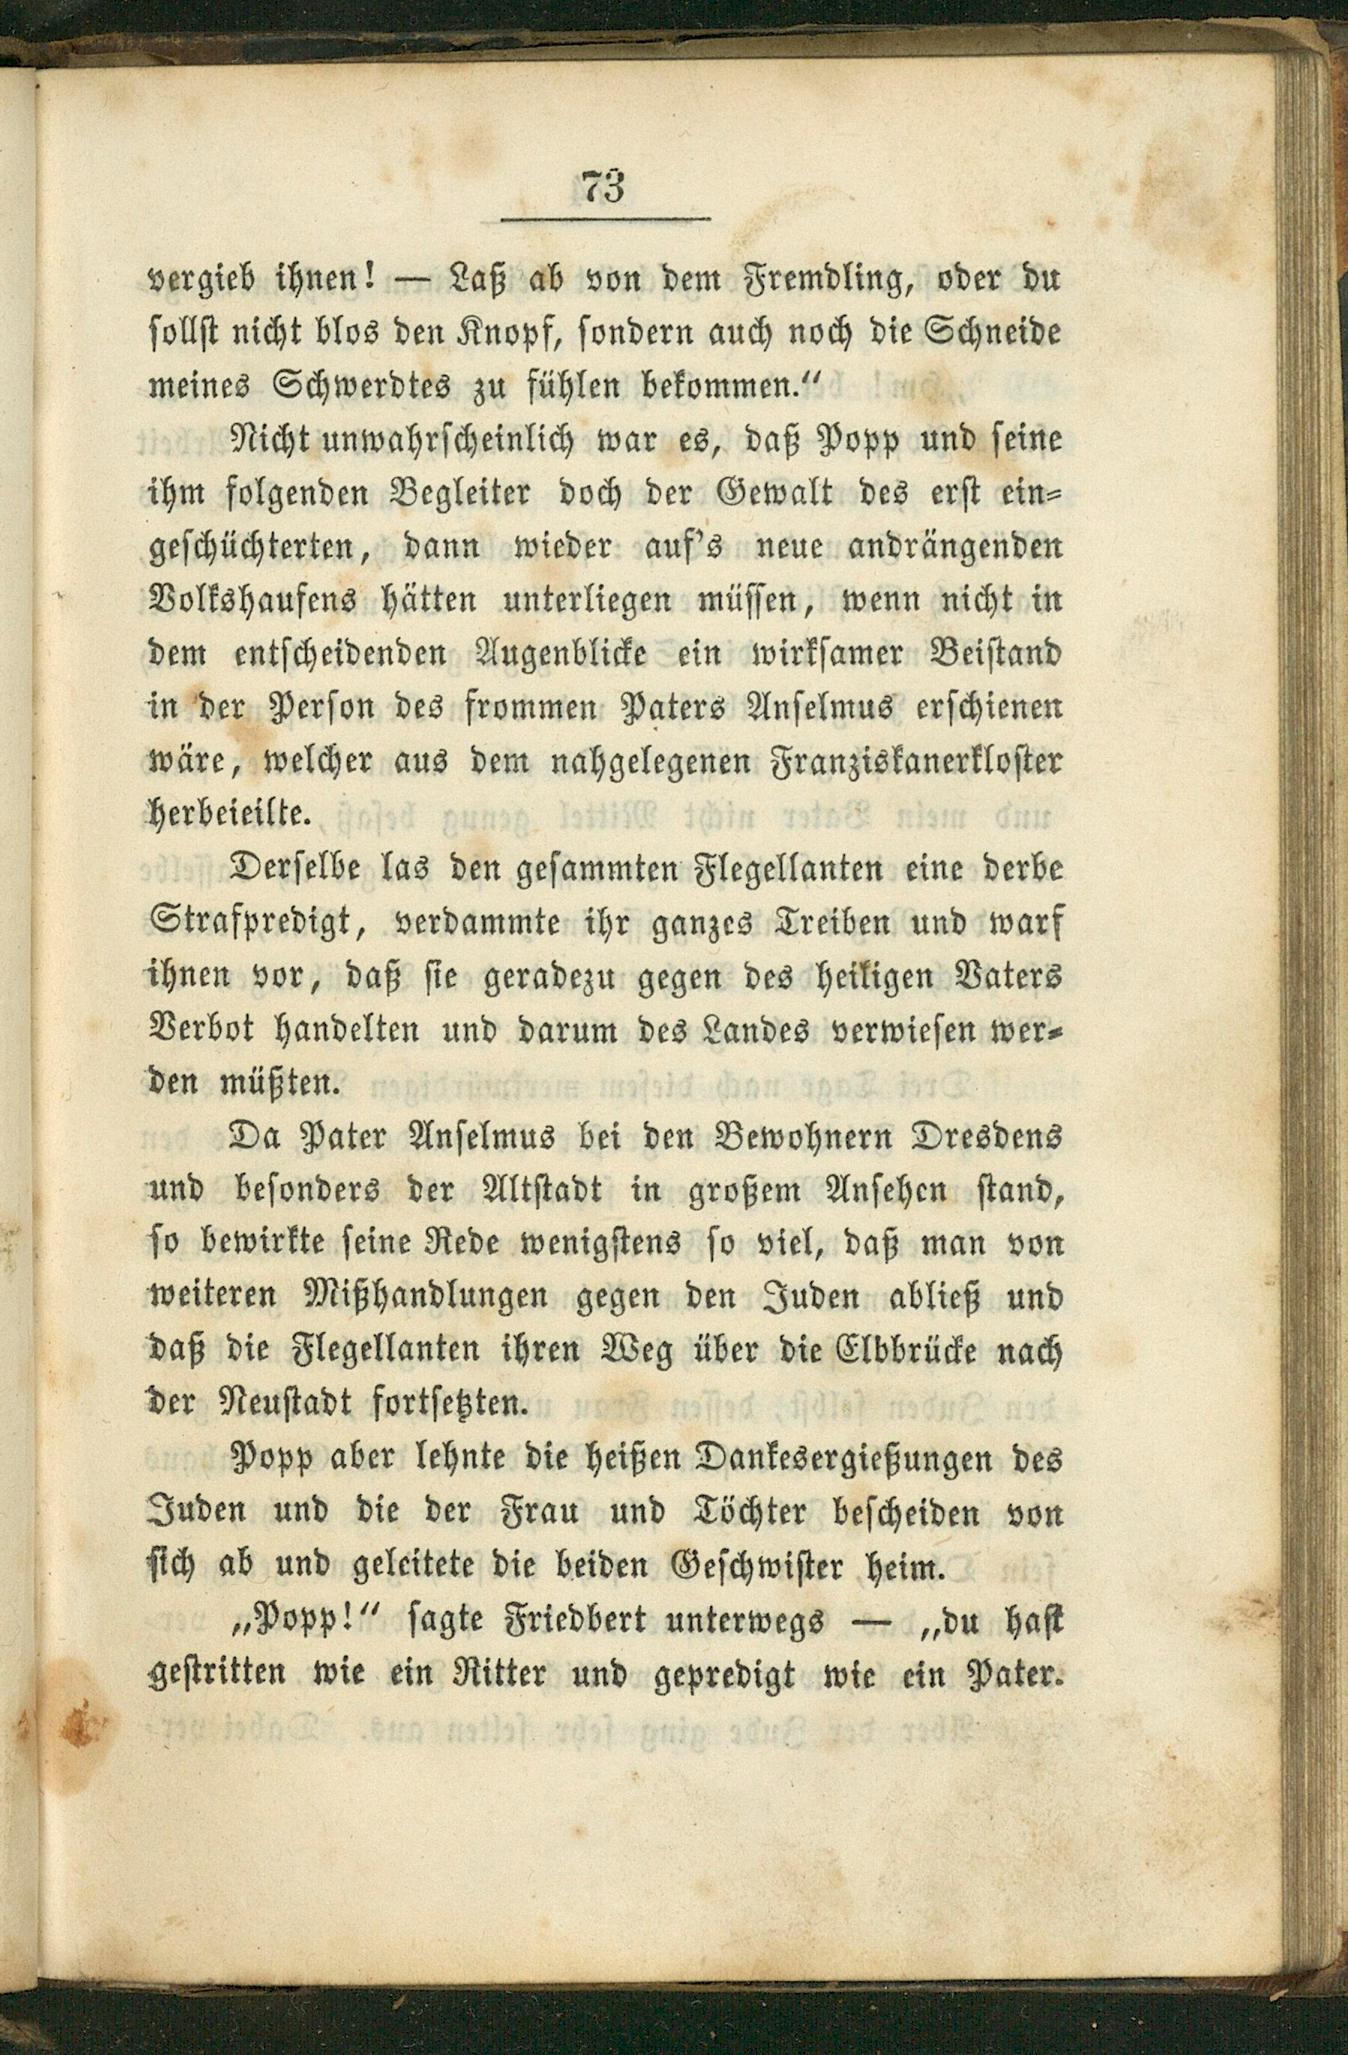 73
vergieb ihnen! — Laß ab von dem Fremdling, oder du
sollst nicht blos den Knopf, sondern auch noch die Schneide
meines Schwerdtes zu fühlen bekommen.“
Nicht unwahrscheinlich war es, daß Popp und seine
ihm folgenden Begleiter doch der Gewalt des erst ein-
geschüchterten, dann wieder auf's neue andrängenden
Volkshaufens hätten unterliegen müssen, wenn nicht in
dem entscheidenden Augenblicke ein wirksamer Beistand
in der Person des frommen Paters Anselmus erschienen
wäre, welcher aus dem nahgelegenen Franziskanerkloster
herbeieilte.
Derselbe las den gesammten Flegellanten eine derbe
Strafpredigt, verdammte ihr ganzes Treiben und warf
ihnen vor, daß sie geradezu gegen des heiligen Vaters
Verbot handelten und darum des Landes verwiesen wer-
den müßten.
Da Pater Anselmus bei den Bewohnern Dresdens
und besonders der Altstadt in großem Ansehen stand,
so bewirkte seine Rede wenigstens so viel, daß man von
weiteren Mißhandlungen gegen den Juden abließ und
daß die Flegellanten ihren Weg über die Elbbrücke nach
der Neustadt fortsetzten.
Popp aber lehnte die heißen Dankesergießungen des
Juden und die der Frau und Töchter bescheiden von
sich ab und geleitete die beiden Geschwister heim.
„Popp!“ sagte Friedbert unterwegs — „du hast
gestritten wie ein Ritter und gepredigt wie ein Pater.